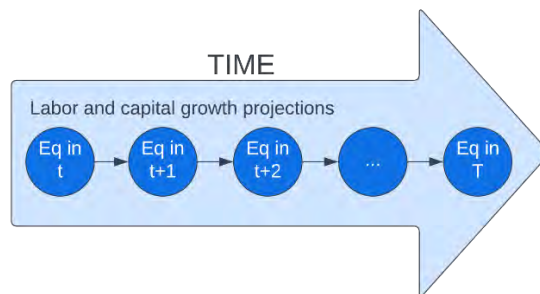 TIME
Labor and capital growth projections
Eq in
t
Eq in
t+1
Eq in
t+2
...
Eq in
T